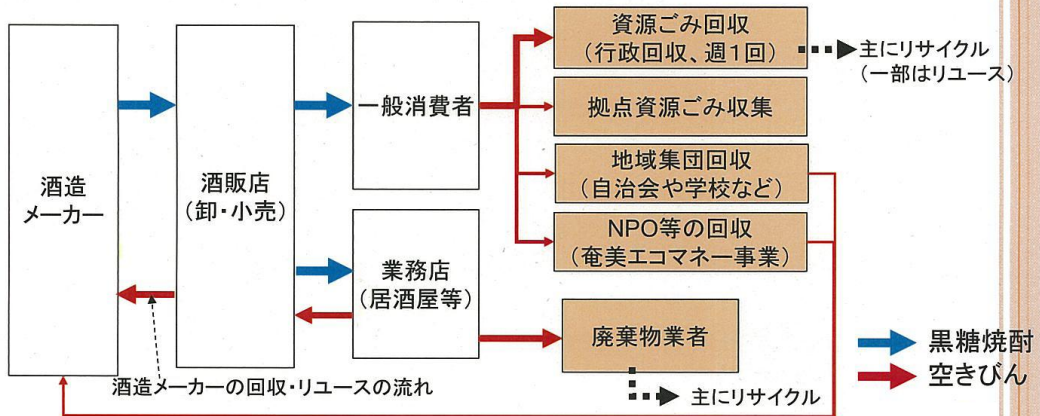 資源ごみ回収
(行政回収、週1回)
主にリサイクル
(一部はリユース)
一般消費者
拠点資源ごみ収集
地域集団回収
(自治会や学校など)
酒造
メーカー
酒販店
(卸・小売)
NPO等の回収
(奄美エコマネー事業)
業務店
(居酒屋等)
廃棄物業者
黒糖焼酎
空きびん
酒造メーカーの回収・リユースの流れ
主にリサイクル